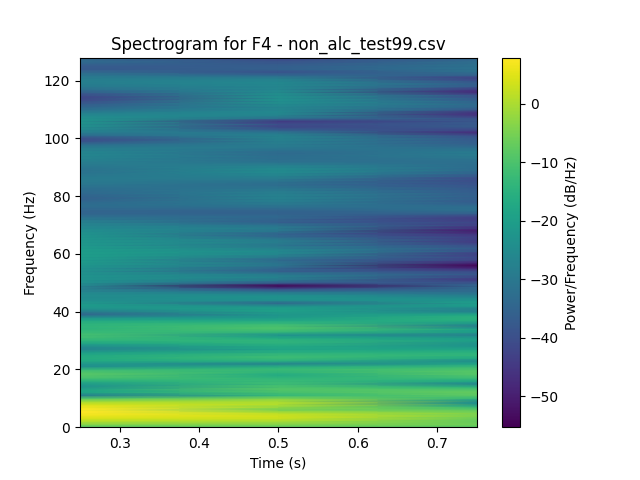 Spectrogram for F4 - non_alc_test99.csv
Frequency (Hz)
120
100
80
60
40
20
0
0.3 0.4 0.5 0.6 0.7
Time (s)
0
−10
−20
−30
−40
−50
Power/Frequency (dB/Hz)